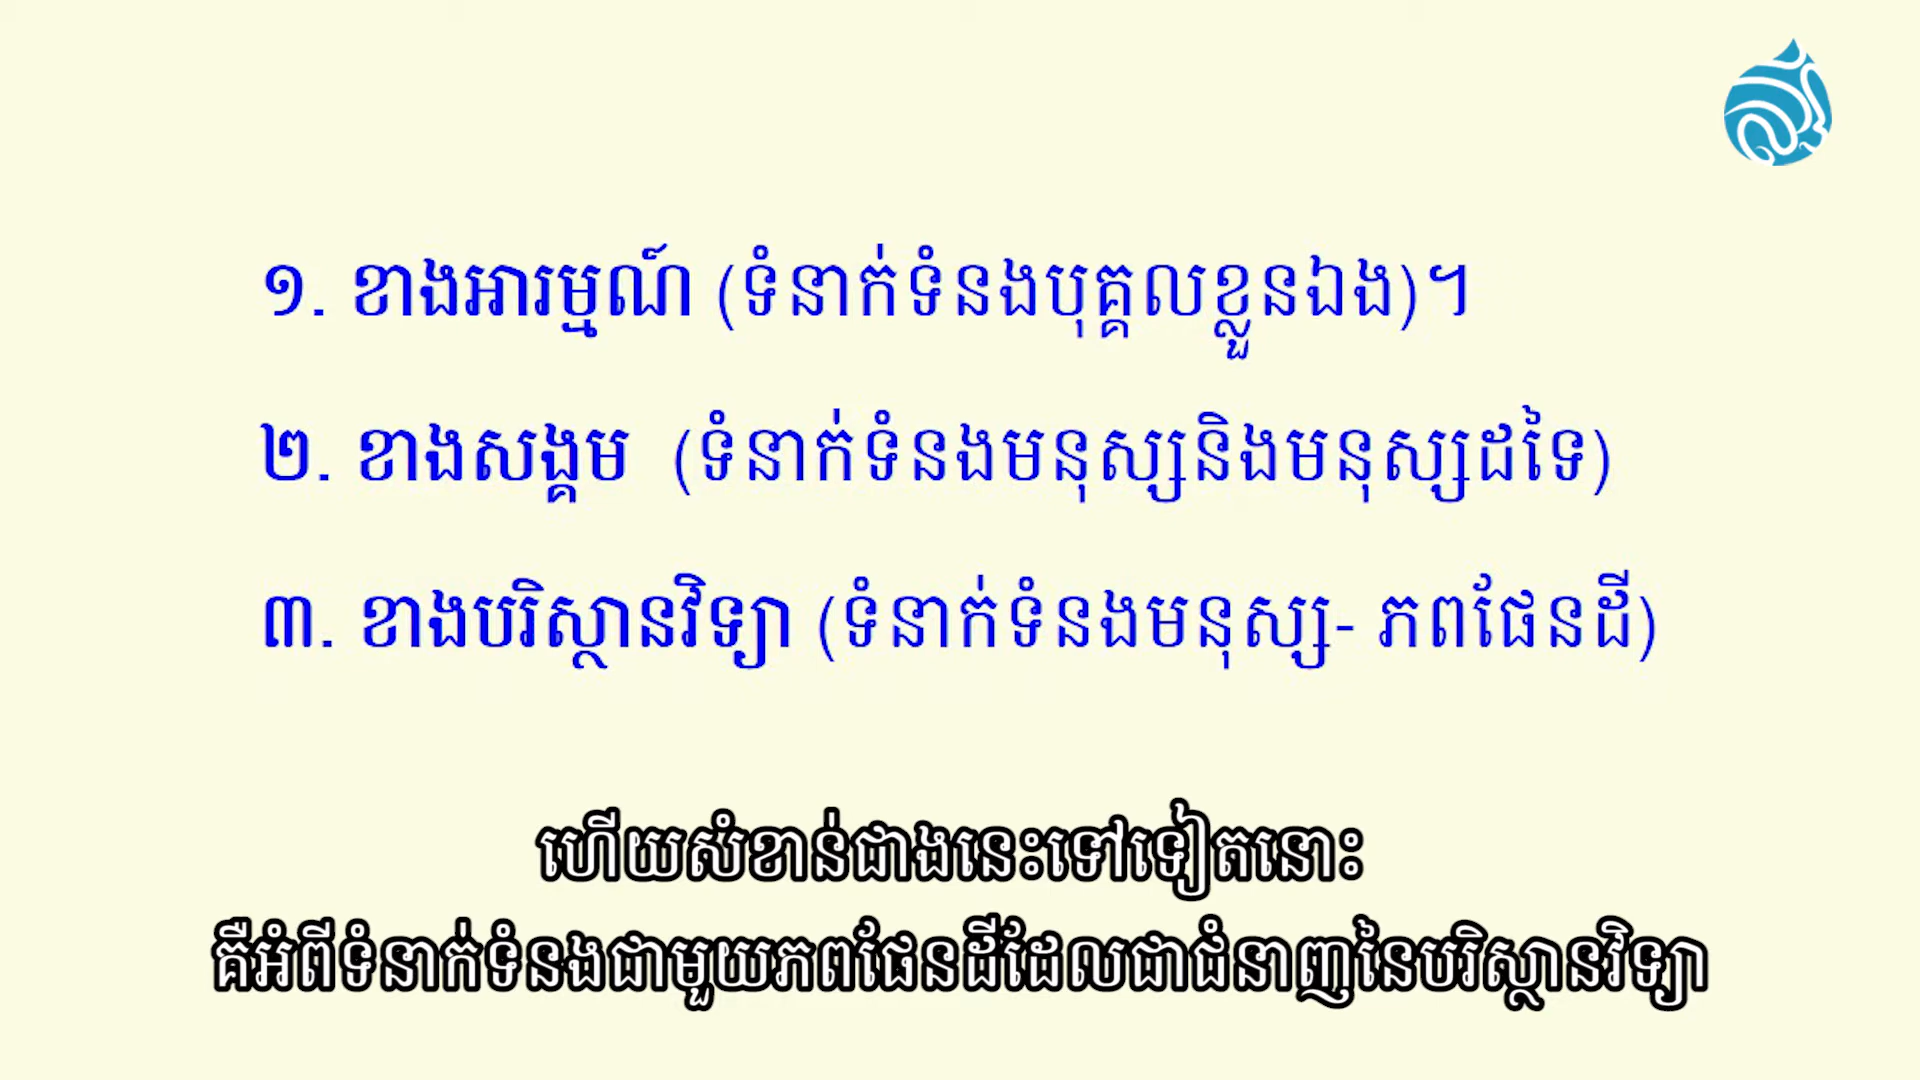 ១. ខាងអារម្មណ៍ (ទំនាក់ទំនងបុគ្គលខ្លួនឯង)។
២. ខាងសង្គម (ទំនាក់ទំនងមនុស្សនិងមនុស្សដទៃ)
៣. ខាងបរិស្ថានវិទ្យា (ទំនាក់ទំនងមនុស្ស- ភពផែនដី)
ហើយសំខាន់ជាងនេះទៅទៀតនោះ
គឺអំពីទំនាក់ទំនងជាមួយភពផែនដីដែលជាជំនាញនៃបរិស្ថានវិទ្យា